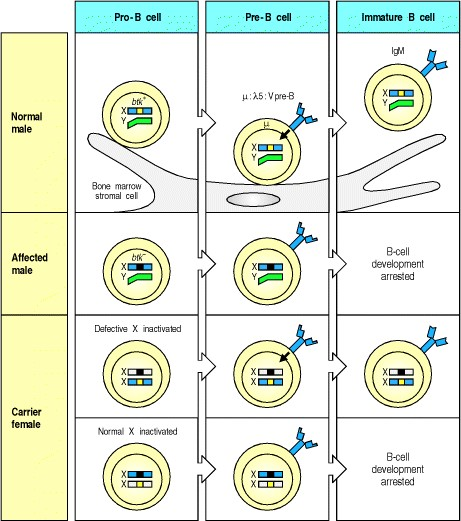 Pro-B cell
Pre-B cell
Immature B cell
Normal
male
btk+
X
Y
Bone marrow
stromal cell
μ:λ5:Vpre-B
μ
X
Y
IgM
X
Y
Affected
male
btk−
X
Y
X
Y
B-cell
development
arrested
Carrier
female
Defective X inactivated
X
X
X
X
X
X
Normal X inactivated
X
X
X
X
B-cell
development
arrested